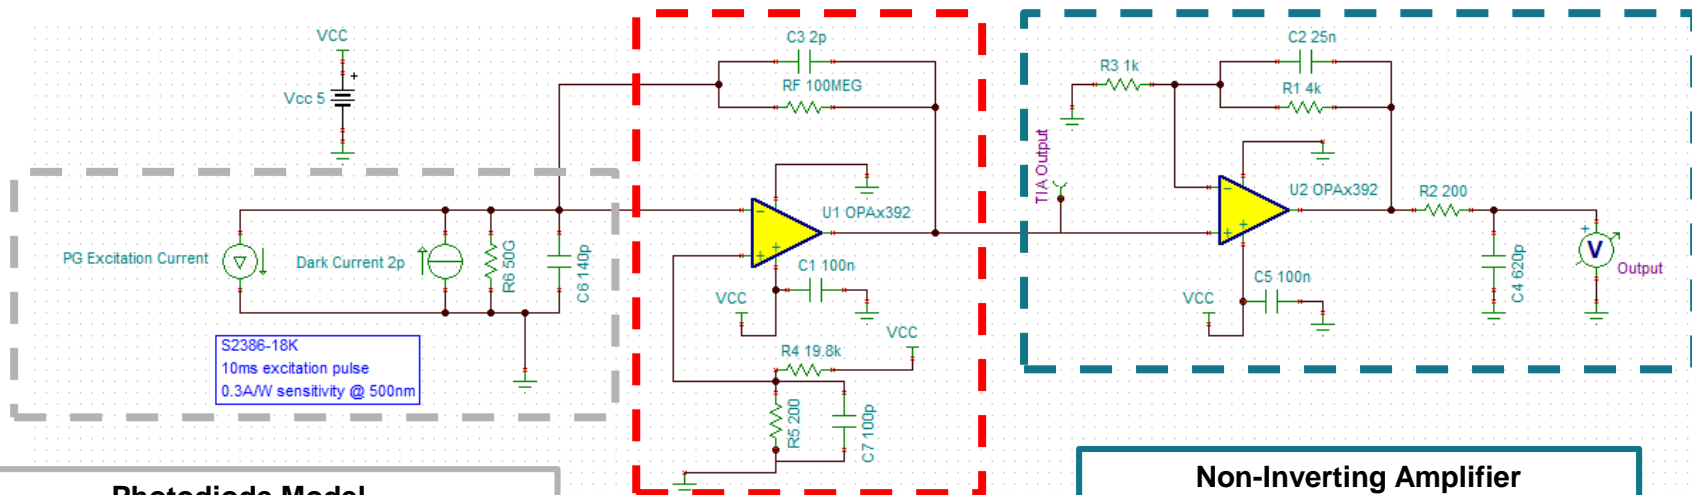 VCC
Vcc 5
+
PG Excitation Current
Dark Current 2p
R6 50G
C6 140p
S2386-18K
10ms excitation pulse
0.3A/W sensitivity @ 500nm
C3 2p
RF 100MEG
U1 OPAx392
C1 100n
VCC
VCC
R4 19.8k
R5 200
C7 100p
TIA Output
R3 1k
C2 25n
R1 4k
U2 OPAx392
R2 200
C5 100n
VCC
C4 620p
+
V
Output
Photodiode Model
Non-Inverting Amplifier